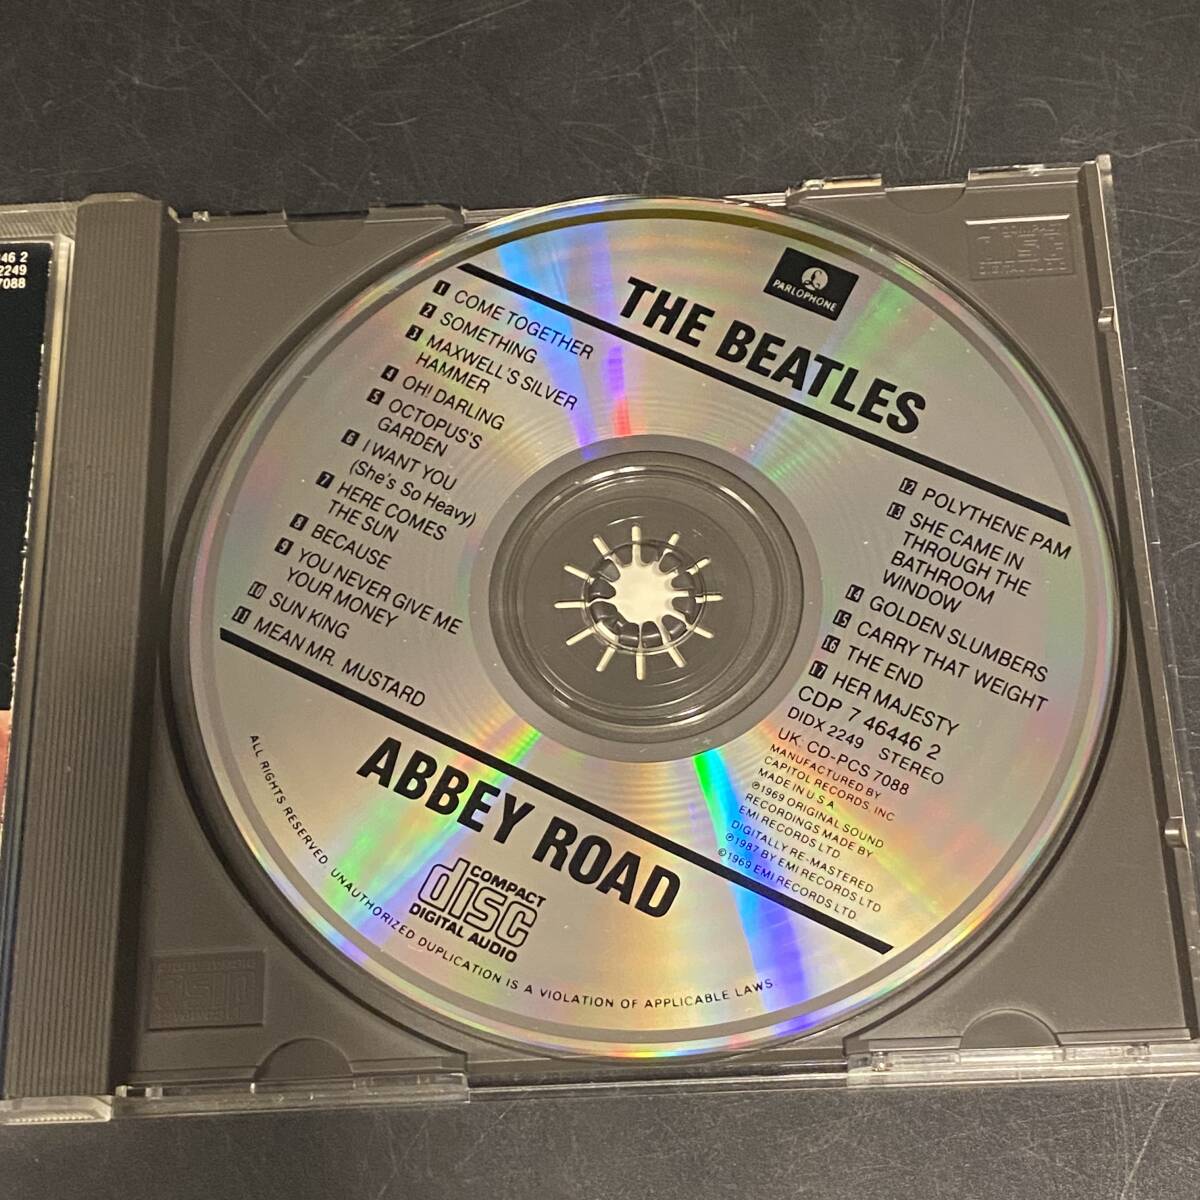 346 2
2249
7088
COMPACT
disc
DIGITAL AUDIO
PARLOPHONE
THE BEATLES
1 COME TOGETHER
2 SOMETHING
3 MAXWELL'S SILVER
HAMMER
4 OH! DARLING
5 OCTOPUS'S
GARDEN
6 I WANT YOU
(She's So Heavy)
7 HERE COMES
THE SUN
8 BECAUSE
9 YOU NEVER GIVE ME
YOUR MONEY
10 SUN KING
11 MEAN MR. MUSTARD
12 POLYTHENE PAM
13 SHE CAME IN
THROUGH THE
BATHROOM
WINDOW
14 GOLDEN SLUMBERS
15 CARRY THAT WEIGHT
16 THE END
17 HER MAJESTY
CDP 7 46446 2
DIDX 2249 STEREO
UK: CD-PCS 7088
MANUFACTURED BY
CAPITOL RECORDS, INC
MADE IN U.S.A.
℗1969 ORIGINAL SOUND
RECORDINGS MADE BY
EMI RECORDS LTD
DIGITALLY RE-MASTERED
℗1987 BY EMI RECORDS LTD
©1969 EMI RECORDS LTD.
ABBEY ROAD
COMPACT
disc
DIGITAL AUDIO
ALL RIGHTS RESERVED. UNAUTHORIZED DUPLICATION IS A VIOLATION OF APPLICABLE LAWS.